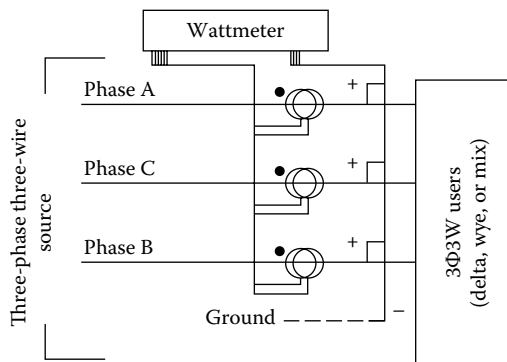 Wattmeter
Three-phase three-wire
source
Phase A
+
Phase C
+
Phase B
+
Ground
−
3Φ3W users
(delta, wye, or mix)